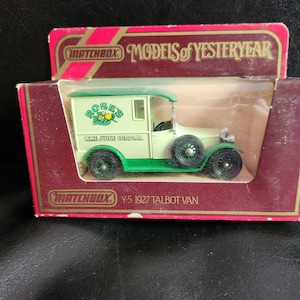 MATCHBOX
MODELS of YESTERYEAR
ROSE'S
LIME JUICE CORDIAL
MATCHBOX
Y-5 1927 TALBOT VAN